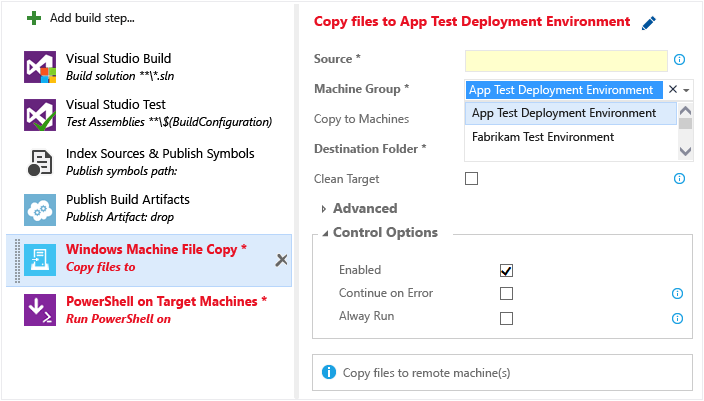 Add build step...
Visual Studio Build
Build solution **\*.sln
Visual Studio Test
Test Assemblies **\$(BuildConfiguration)
Index Sources & Publish Symbols
Publish symbols path:
Publish Build Artifacts
Publish Artifact: drop
Windows Machine File Copy *
Copy files to
PowerShell on Target Machines *
Run PowerShell on
Copy files to App Test Deployment Environment
Source *
Machine Group *
App Test Deployment Environment
App Test Deployment Environment
Copy to Machines
Fabrikam Test Environment
Destination Folder *
Clean Target
Advanced
Control Options
Enabled
Continue on Error
Alway Run
Copy files to remote machine(s)